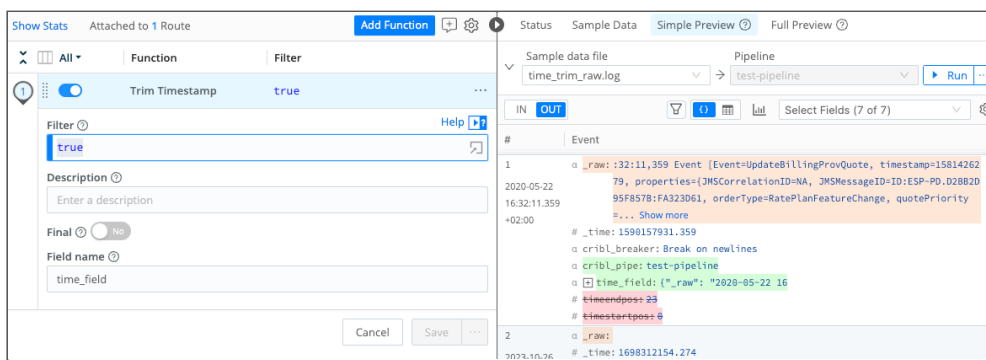 Show Stats Attached to 1 Route Add Function
All Function Filter
1 Trim Timestamp true ...
Filter Help
true
Description
Enter a description
Final No
Field name
time_field
Cancel Save ...
Status Sample Data Simple Preview Full Preview
Sample data file Pipeline
time_trim_raw.log → test-pipeline Run ...
IN OUT Select Fields (7 of 7)
# Event
1 α _raw: :32:11,359 Event [Event=UpdateBillingProvQuote, timestamp=15814262
2020-05-22 79, properties={JMSCorrelationID=NA, JMSMessageID=ID:ESP-PD.D2BB2D
16:32:11.359 95F857B:FA323D61, orderType=RatePlanFeatureChange, quotePriority
+02:00 =... Show more
# _time: 1590157931.359
α cribl_breaker: Break on newlines
α cribl_pipe: test-pipeline
α time_field: {"_raw": "2020-05-22 16
# timeendpos: 23
# timestartpos: 0
2 α _raw:
2023-10-26 # _time: 1698312154.274